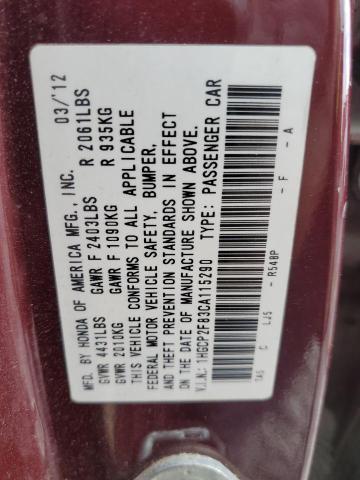 MFD. BY HONDA OF AMERICA MFG., INC. 03/'12
GVWR 4431LBS GAWR F 2403LBS R 2061LBS
GVWR 2010KG GAWR F 1090KG R 935KG
THIS VEHICLE CONFORMS TO ALL APPLICABLE
FEDERAL MOTOR VEHICLE SAFETY, BUMPER,
AND THEFT PREVENTION STANDARDS IN EFFECT
ON THE DATE OF MANUFACTURE SHOWN ABOVE.
V.I.N.: 1HGCP2F83CA115290 TYPE: PASSENGER CAR
TA5 C LJ5 - R548P - F - A